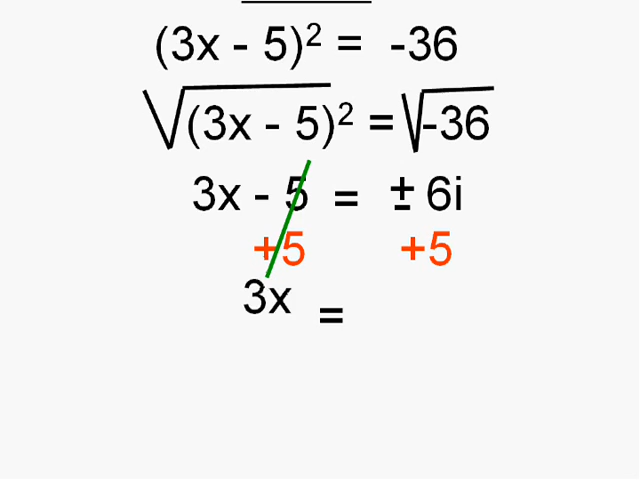 (3x - 5)² = -36
√(3x - 5)² = √-36
3x - 5 = ± 6i
+5 +5
3x =